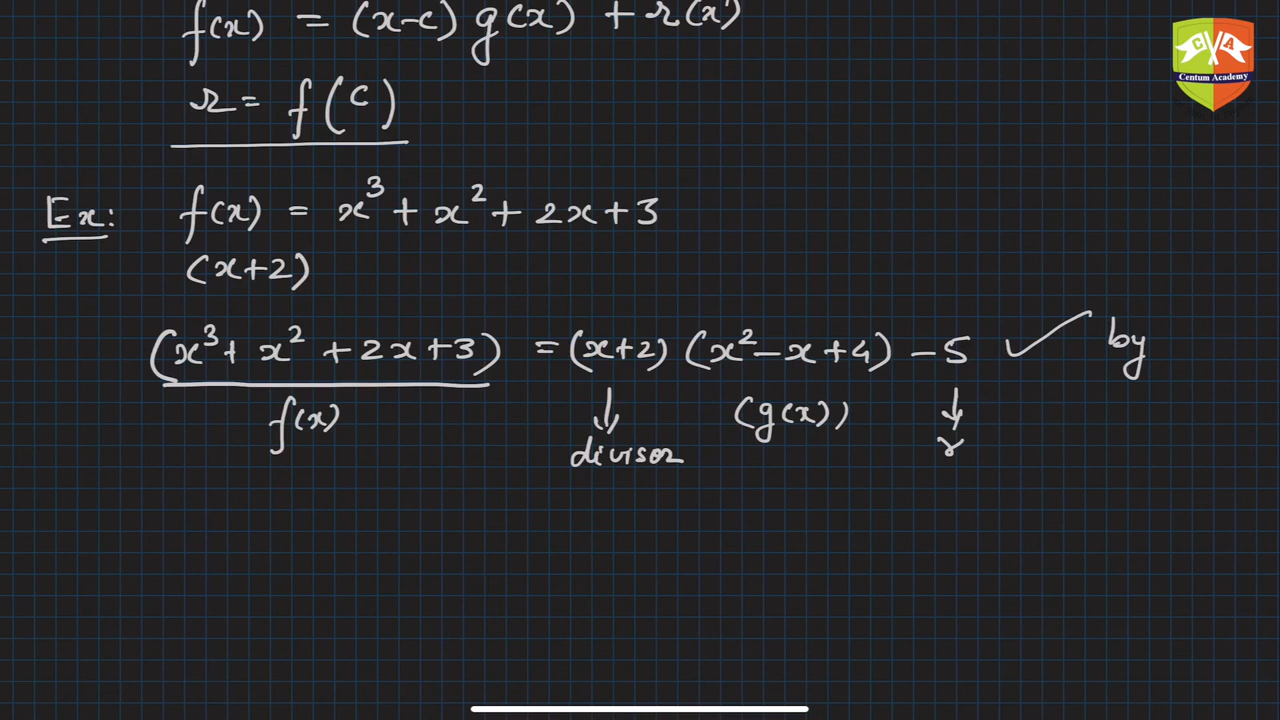 f(x) = (x-c) g(x) + r(x)
C A
Centum Academy
r = f(c)
Ex: f(x) = x³ + x² + 2x + 3
(x+2)
(x³ + x² + 2x + 3) = (x+2) (x² - x + 4) - 5 ✓ by
f(x) ↓ (g(x)) ↓
divisor r